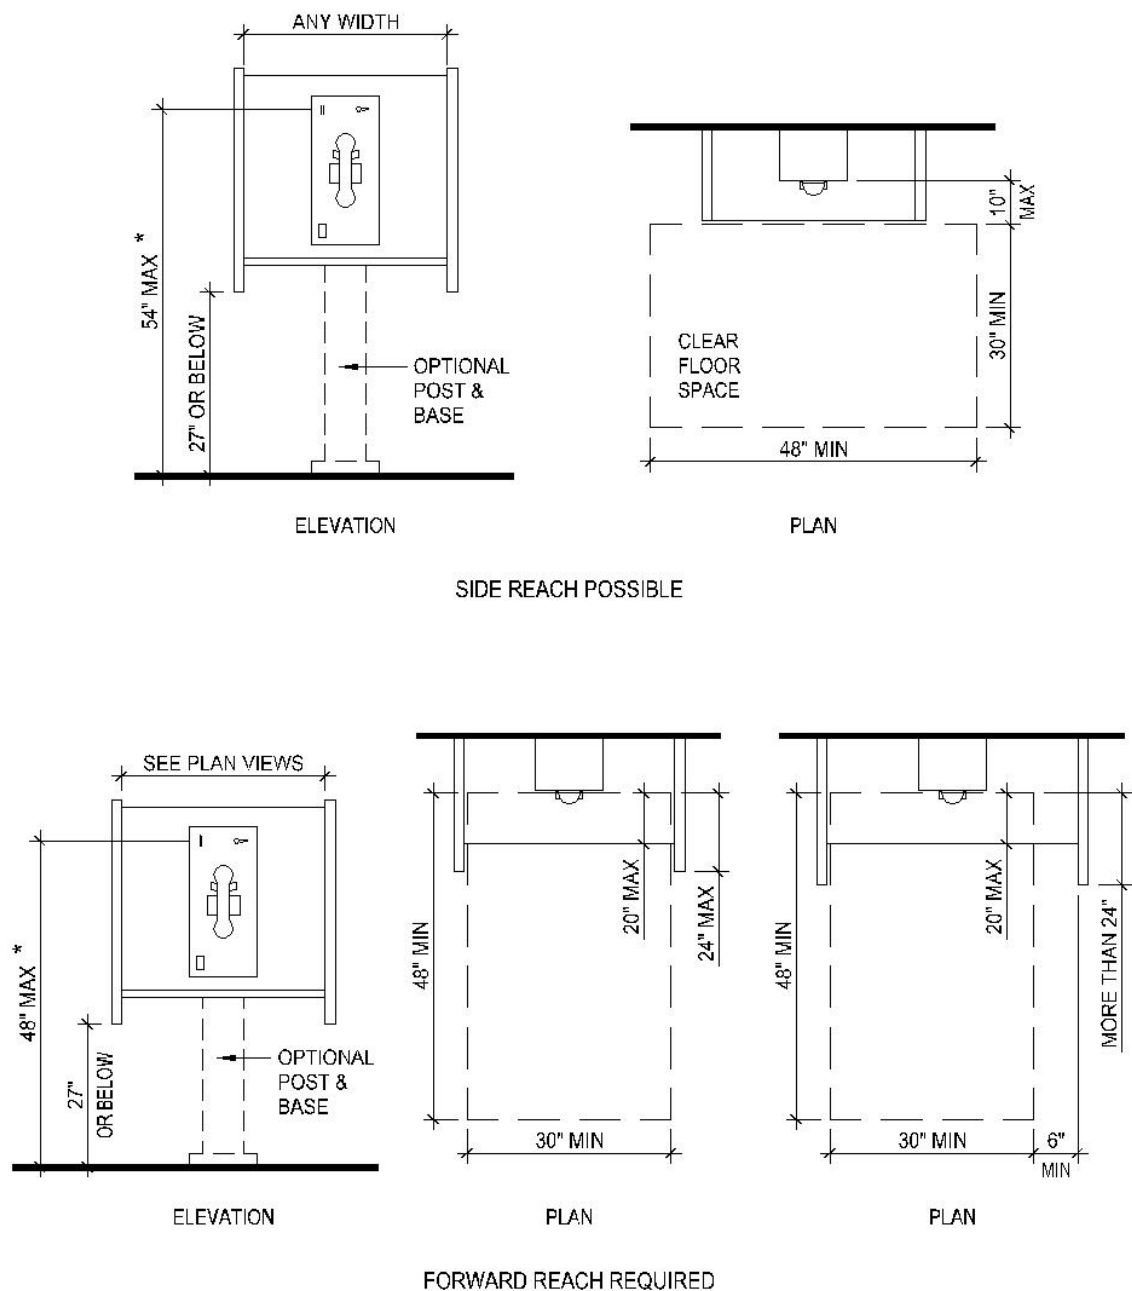 ANY WIDTH
54" MAX *
27" OR BELOW
OPTIONAL
POST &
BASE
ELEVATION
10"
MAX
30" MIN
CLEAR
FLOOR
SPACE
48" MIN
PLAN
SIDE REACH POSSIBLE
SEE PLAN VIEWS
48" MAX *
27"
OR BELOW
OPTIONAL
POST &
BASE
ELEVATION
48" MIN
20" MAX
24" MAX
30" MIN
PLAN
48" MIN
20" MAX
MORE THAN 24"
30" MIN
6"
MIN
PLAN
FORWARD REACH REQUIRED